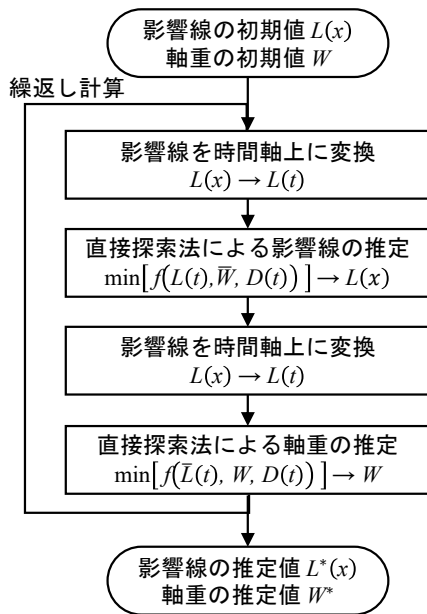 影響線の初期値 L(x)
軸重の初期値 W
繰返し計算
影響線を時間軸上に変換
L(x) → L(t)
直接探索法による影響線の推定
min[f(L(t), W̅, D(t))] → L(x)
影響線を時間軸上に変換
L(x) → L(t)
直接探索法による軸重の推定
min[f(L̅(t), W, D(t))] → W
影響線の推定値 L*(x)
軸重の推定値 W*